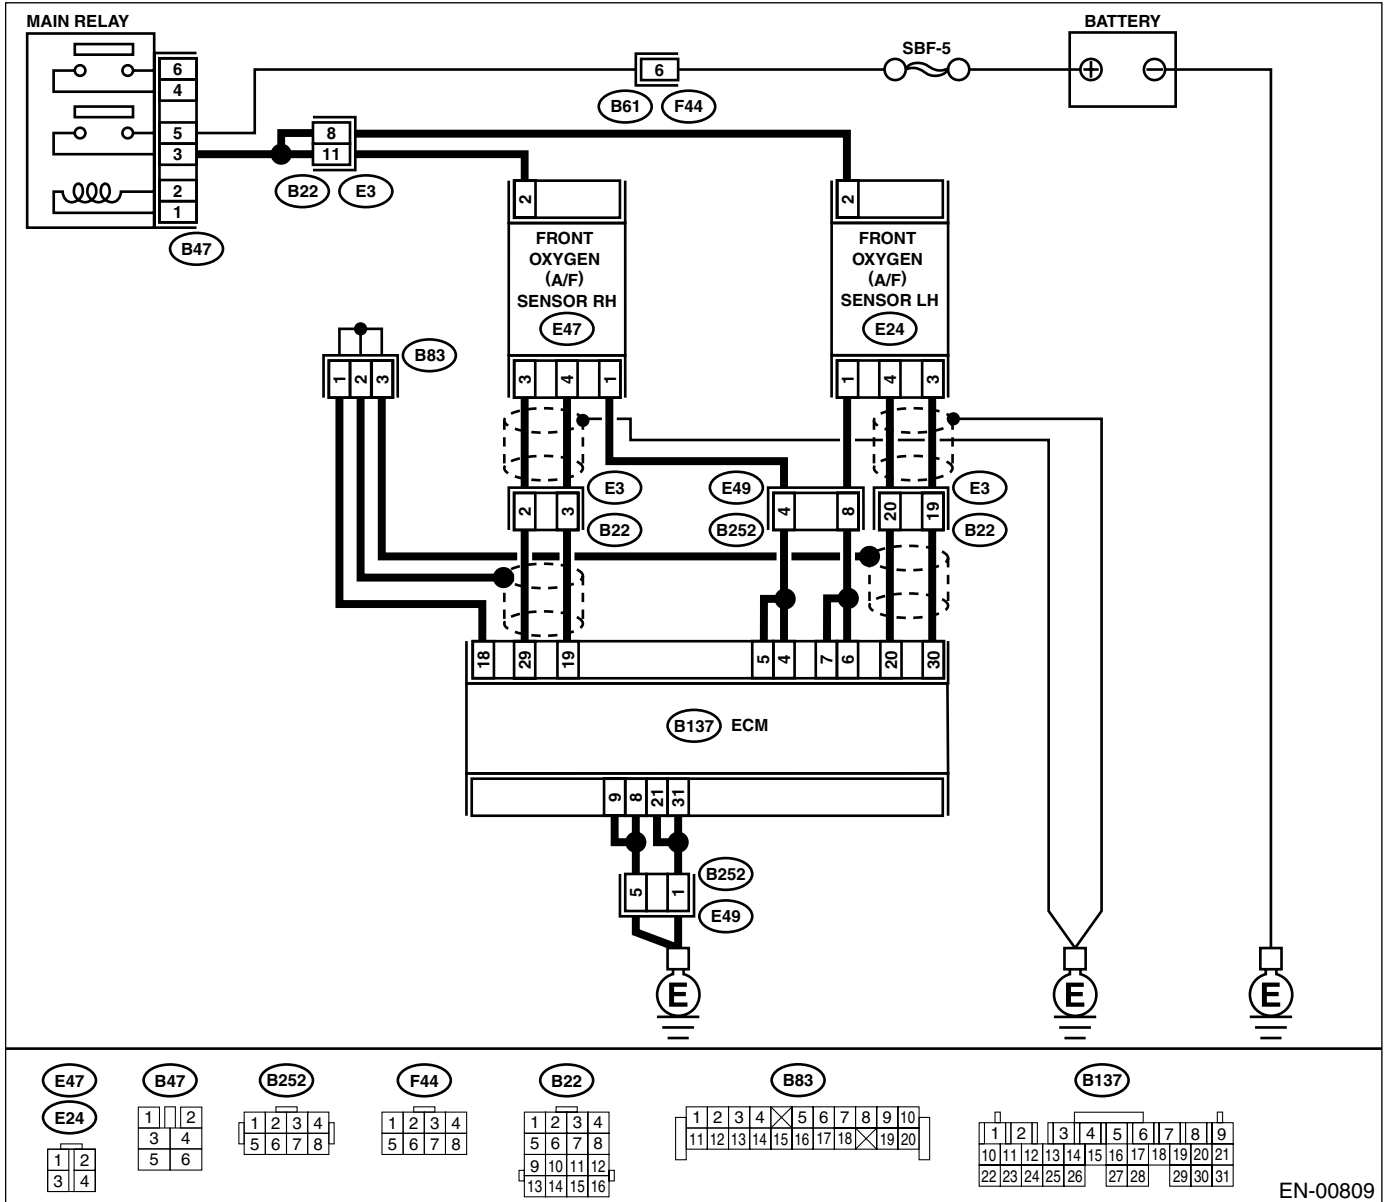 MAIN RELAY
BATTERY
SBF-5
6
4
5
3
2
1
6
B61 F44
8
11
B22 E3
B47
2
2
FRONT
OXYGEN
(A/F)
SENSOR RH
E47
FRONT
OXYGEN
(A/F)
SENSOR LH
E24
B83
1 2 3
3 4 1
1 4 3
E3
E49
E3
2 3
4 8
20 19
B22
B252
B22
18 29 19 5 4 7 6 20 30
B137 ECM
9 8 21 31
B252
5 1
E49
E
E
E
E47
E24
1 2
3 4
B47
1 2
3 4
5 6
B252
1 2 3 4
5 6 7 8
F44
1 2 3 4
5 6 7 8
B22
1 2 3 4
5 6 7 8
9 10 11 12
13 14 15 16
B83
1 2 3 4 5 6 7 8 9 10
11 12 13 14 15 16 17 18 19 20
B137
1 2 3 4 5 6 7 8 9
10 11 12 13 14 15 16 17 18 19 20 21
22 23 24 25 26 27 28 29 30 31
EN-00809